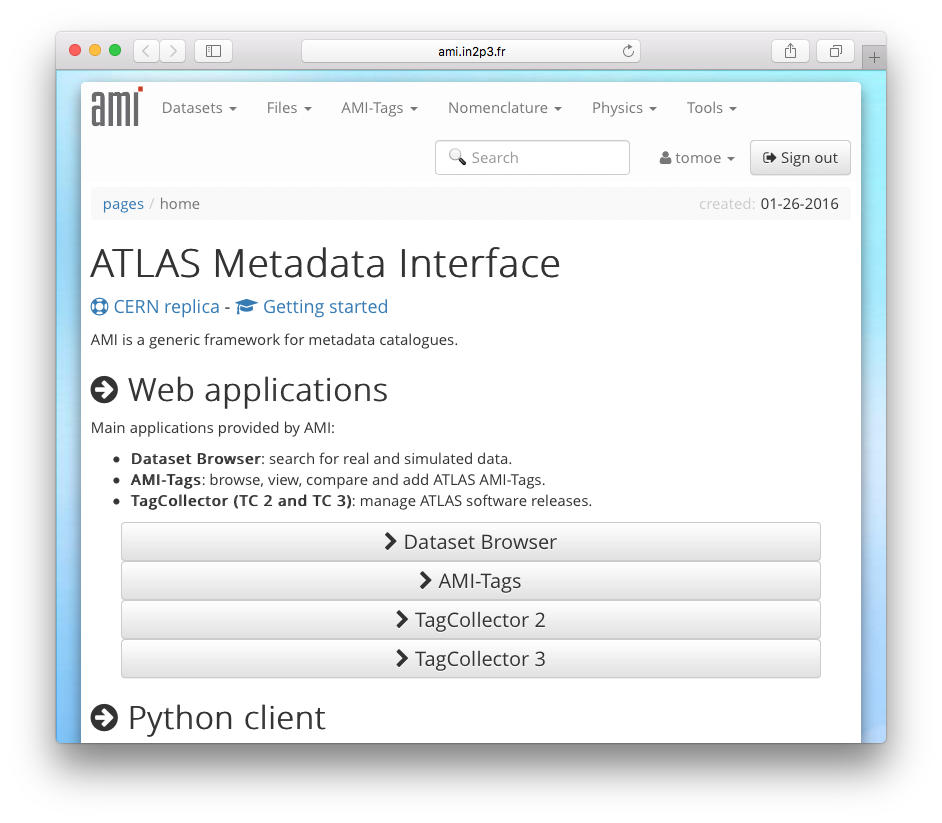 ami.in2p3.fr
ami Datasets Files AMI-Tags Nomenclature Physics Tools
Search tomoe Sign out
pages / home created: 01-26-2016
ATLAS Metadata Interface
CERN replica - Getting started
AMI is a generic framework for metadata catalogues.
Web applications
Main applications provided by AMI:
• Dataset Browser: search for real and simulated data.
• AMI-Tags: browse, view, compare and add ATLAS AMI-Tags.
• TagCollector (TC 2 and TC 3): manage ATLAS software releases.
Dataset Browser
AMI-Tags
TagCollector 2
TagCollector 3
Python client